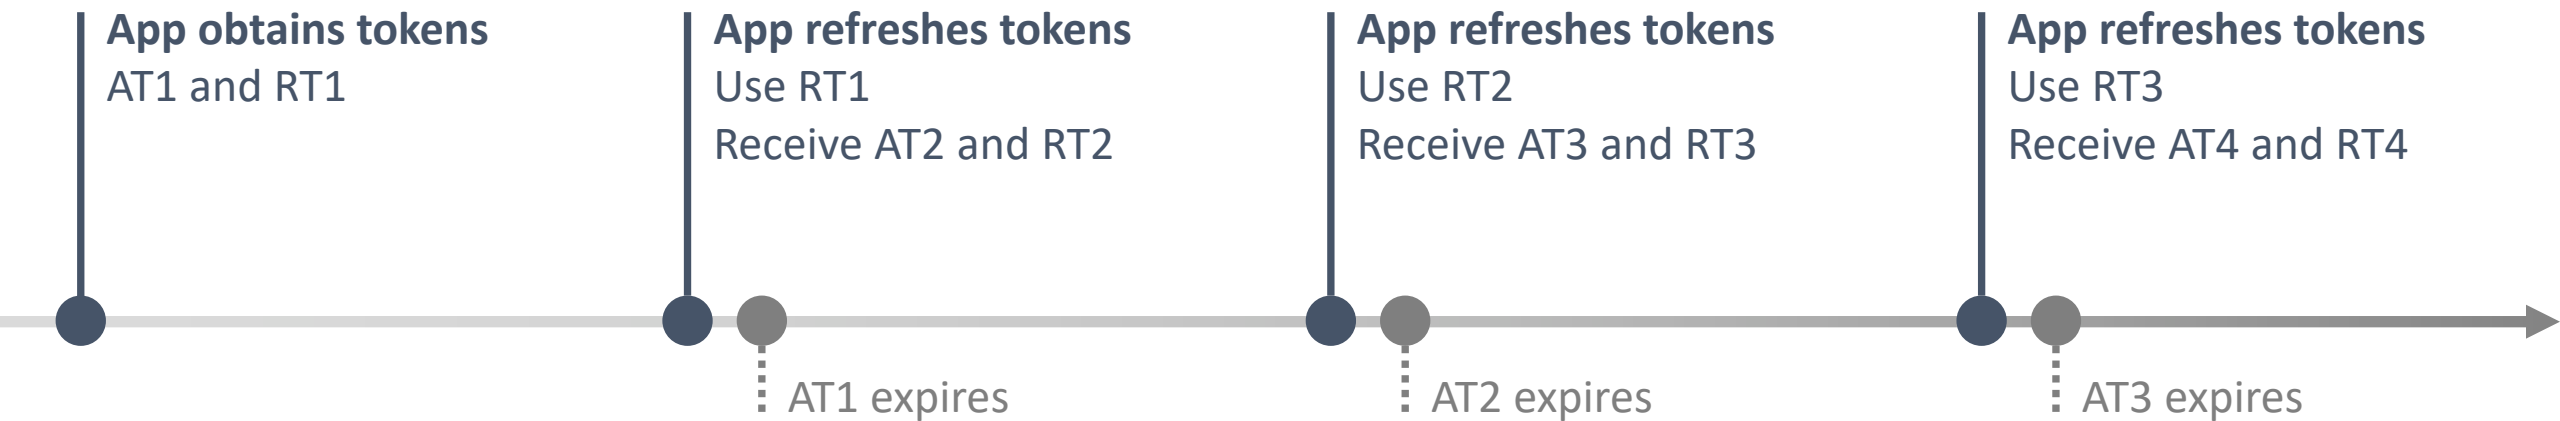 App obtains tokens
AT1 and RT1
App refreshes tokens
Use RT1
Receive AT2 and RT2
App refreshes tokens
Use RT2
Receive AT3 and RT3
App refreshes tokens
Use RT3
Receive AT4 and RT4
AT1 expires
AT2 expires
AT3 expires